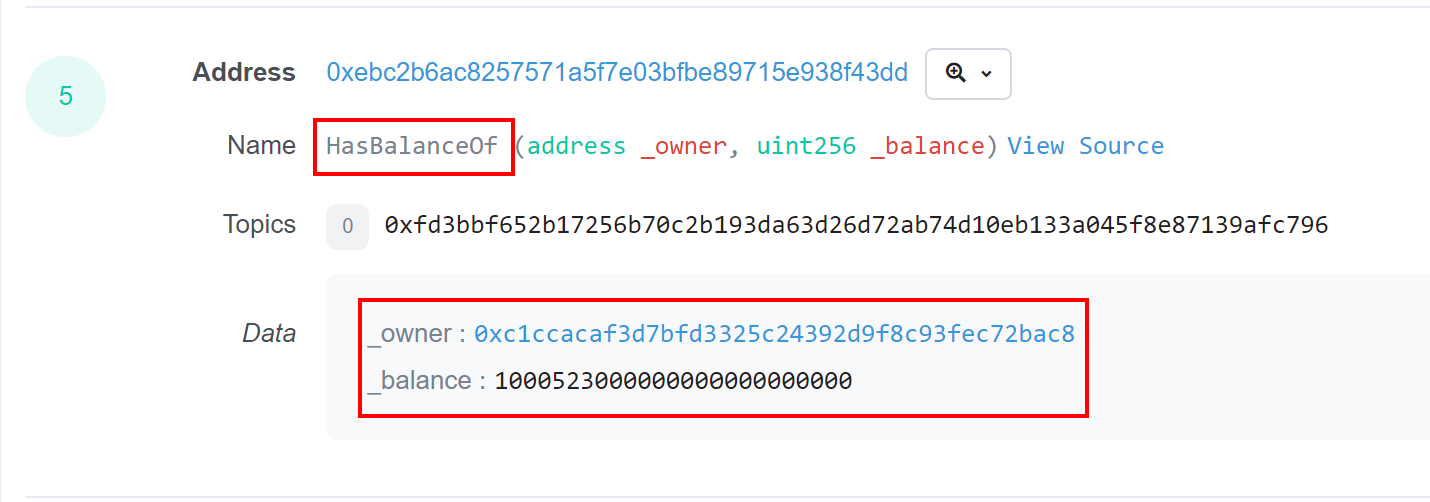 5
Address 0xebc2b6ac8257571a5f7e03bfbe89715e938f43dd
Name HasBalanceOf (address _owner, uint256 _balance) View Source
Topics 0 0xfd3bbf652b17256b70c2b193da63d26d72ab74d10eb133a045f8e87139afc796
Data
_owner : 0xc1ccacaf3d7bfd3325c24392d9f8c93fec72bac8
_balance : 1000523000000000000000000